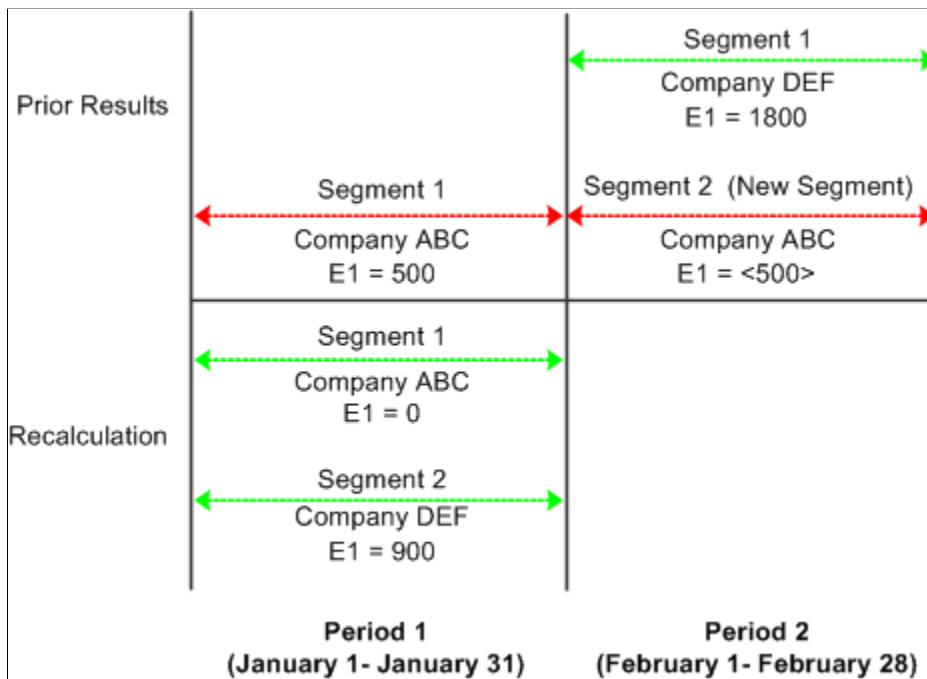 Prior Results
Segment 1
Company DEF
E1 = 1800
Segment 1
Company ABC
E1 = 500
Segment 2 (New Segment)
Company ABC
E1 = <500>
Recalculation
Segment 1
Company ABC
E1 = 0
Segment 2
Company DEF
E1 = 900
Period 1
(January 1- January 31)
Period 2
(February 1- February 28)